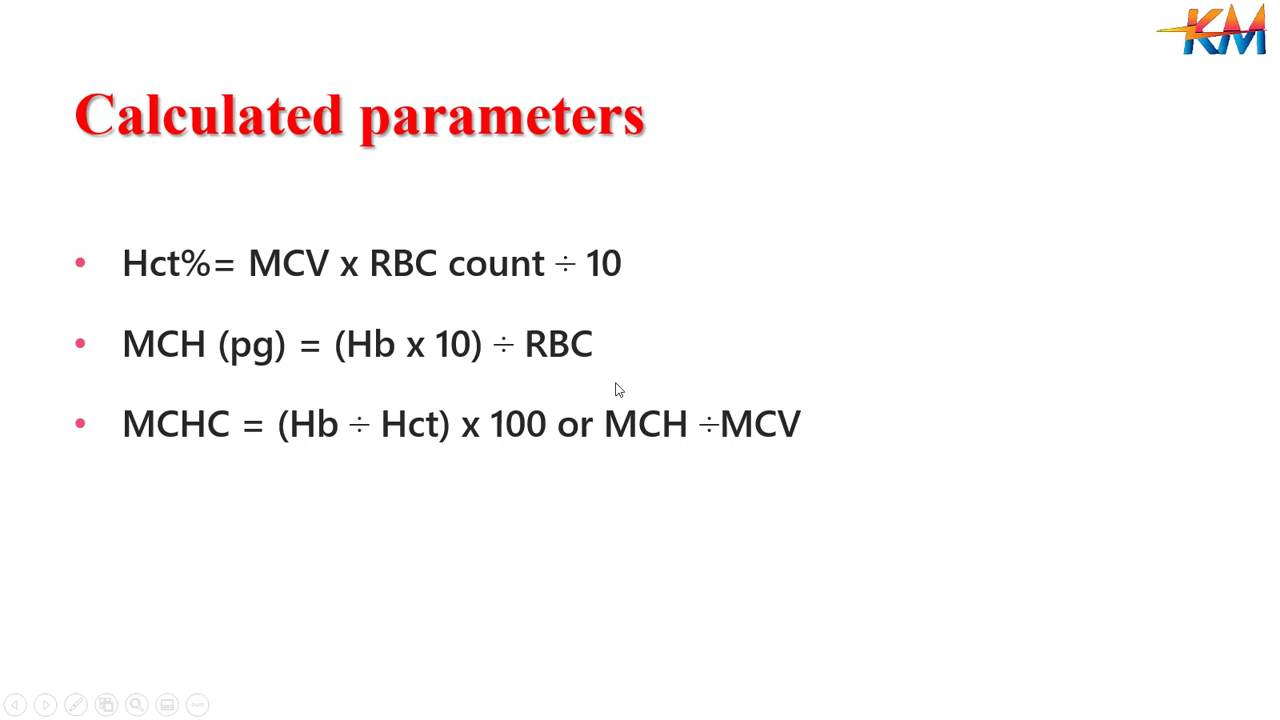 KM
Calculated parameters
• Hct%= MCV x RBC count ÷ 10
• MCH (pg) = (Hb x 10) ÷ RBC
• MCHC = (Hb ÷ Hct) x 100 or MCH ÷MCV